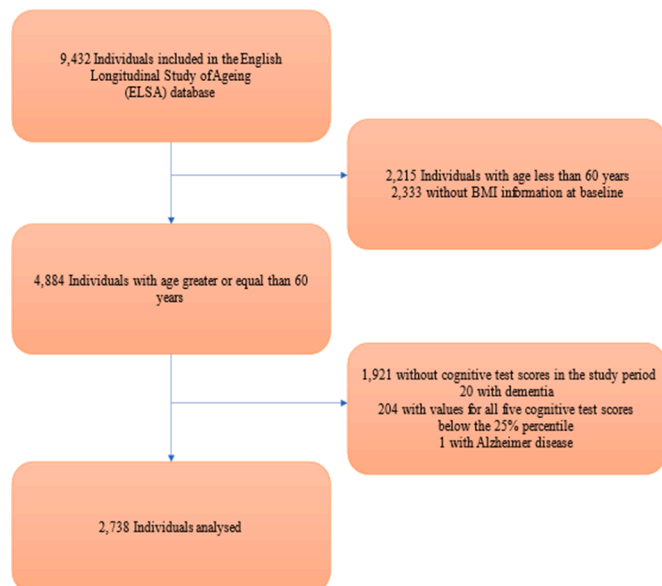 9,432 Individuals included in the English
Longitudinal Study of Ageing
(ELSA) database
2,215 Individuals with age less than 60 years
2,333 without BMI information at baseline
4,884 Individuals with age greater or equal than 60
years
1,921 without cognitive test scores in the study period
20 with dementia
204 with values for all five cognitive test scores
below the 25% percentile
1 with Alzheimer disease
2,738 Individuals analysed